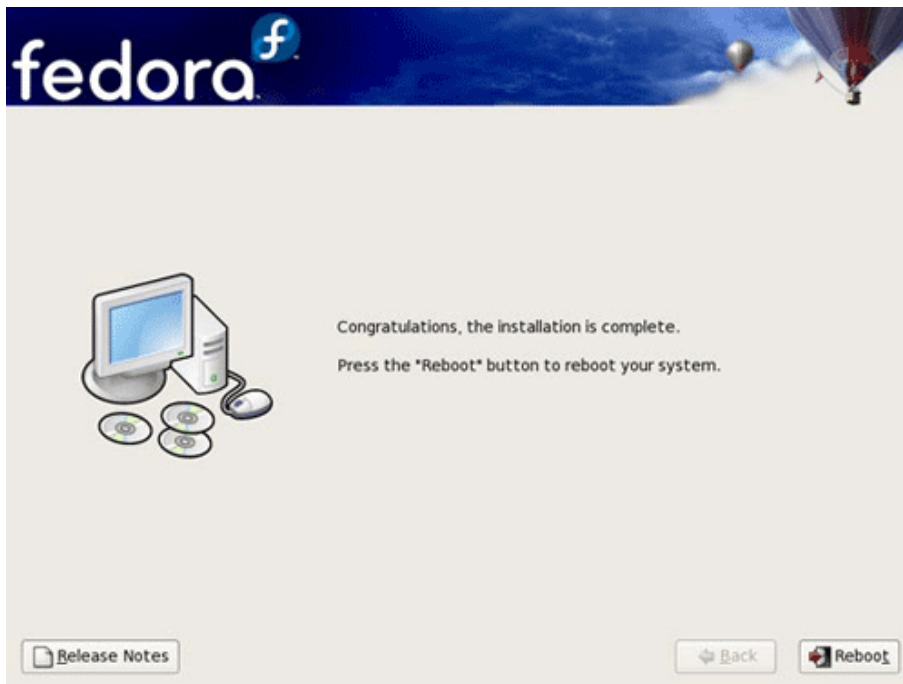 fedora
Congratulations, the installation is complete.
Press the "Reboot" button to reboot your system.
Release Notes
Back
Reboot